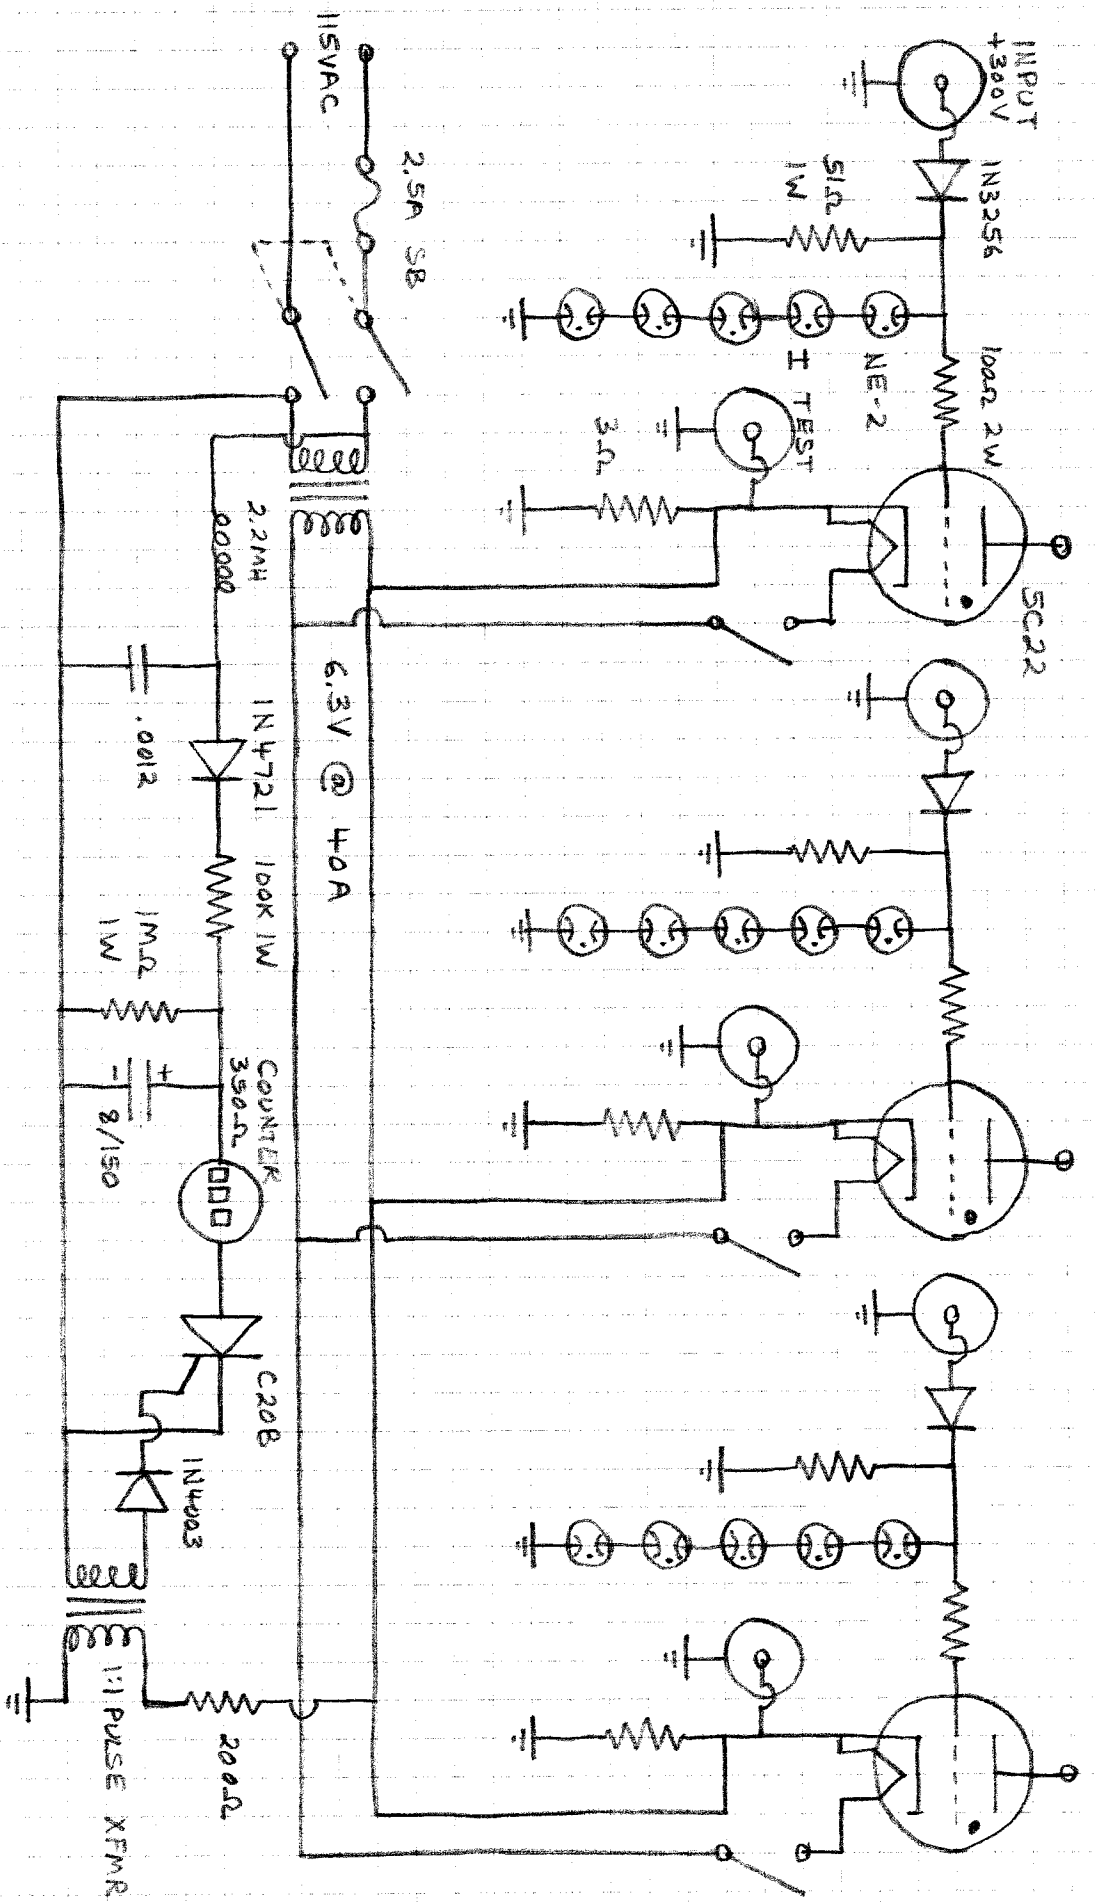 INPUT
+300V
1N3256
51Ω
1W
100Ω 2W
NE-2
I TEST
3Ω
5C22
115VAC
2.5A SB
6.3V @ 40A
2.2MH
.0012
1N4721
100K 1W
1MΩ
1W
COUNTER
350Ω
+
-
8/150
C20B
1N4003
200Ω
1:1 PULSE XFMR